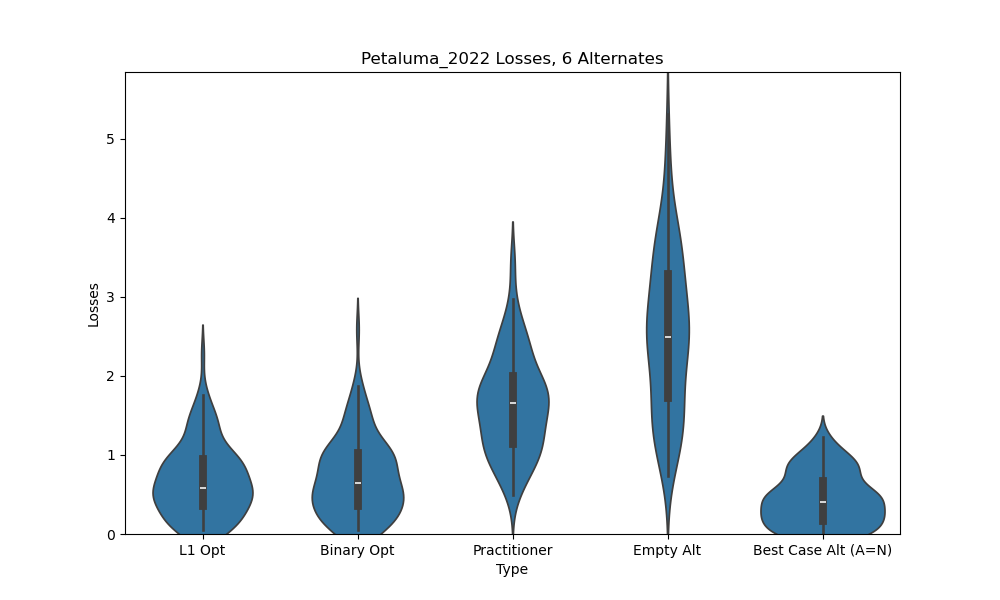 Petaluma_2022 Losses, 6 Alternates
5
4
3
2
1
0
Losses
L1 Opt
Binary Opt
Practitioner
Empty Alt
Best Case Alt (A=N)
Type